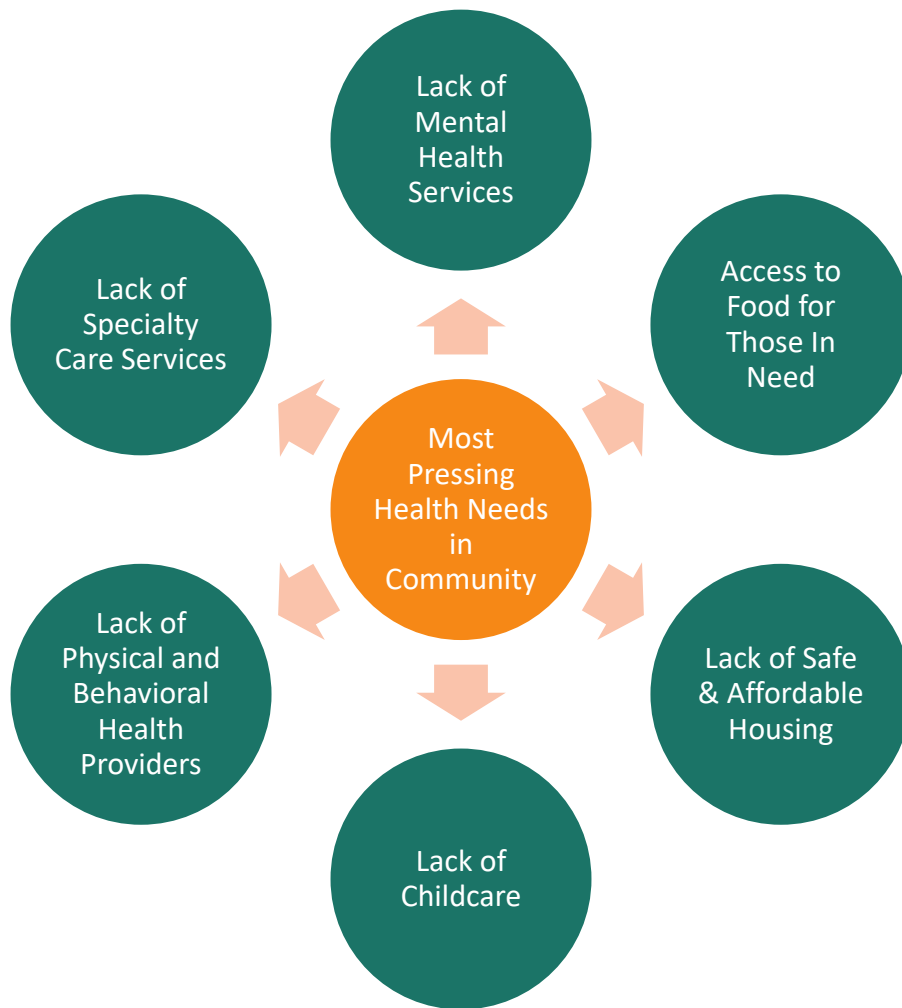 Lack of
Mental
Health
Services
Access to
Food for
Those In
Need
Lack of Safe
& Affordable
Housing
Lack of
Childcare
Lack of
Physical and
Behavioral
Health
Providers
Lack of
Specialty
Care Services
Most
Pressing
Health Needs
in
Community